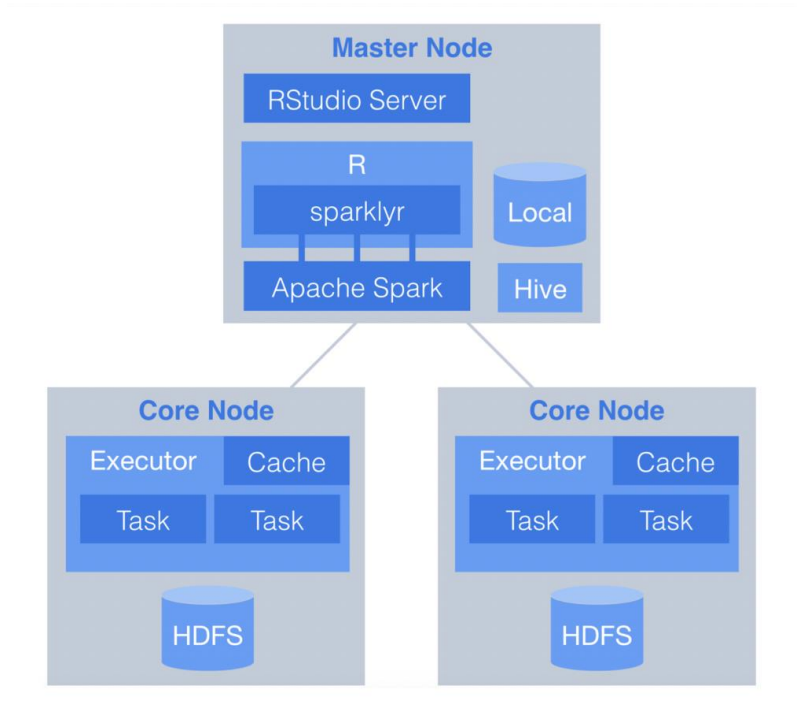 Master Node
RStudio Server
R
sparklyr
Local
Apache Spark
Hive
Core Node
Executor
Cache
Task
Task
HDFS
Core Node
Executor
Cache
Task
Task
HDFS